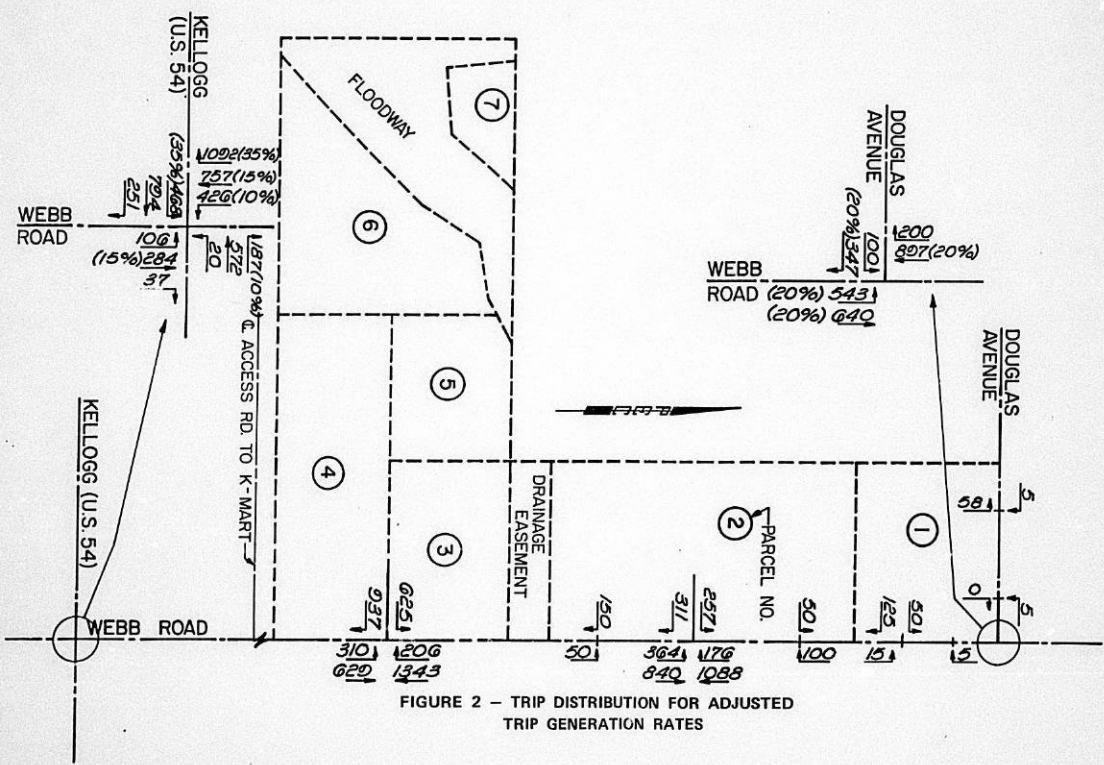 KELLOGG
(U.S. 54)
1092(35%)
757(15%)
426(10%)
(35%)468
794
251
WEBB
ROAD
106
(15%)284
37
20
572
187(10%)
℄ ACCESS RD. TO K-MART
KELLOGG (U.S. 54)
WEBB ROAD
FLOODWAY
7
6
5
4
3
DRAINAGE
EASEMENT
2
PARCEL NO.
1
DOUGLAS
AVENUE
200
897(20%)
100
(20%)347
WEBB
ROAD
(20%) 543
(20%) 640
DOUGLAS
AVENUE
5
58
0
5
937
625
310
206
629
1343
150
50
311
257
364
176
840
1088
50
100
125
50
15
5
FIGURE 2 – TRIP DISTRIBUTION FOR ADJUSTED
TRIP GENERATION RATES